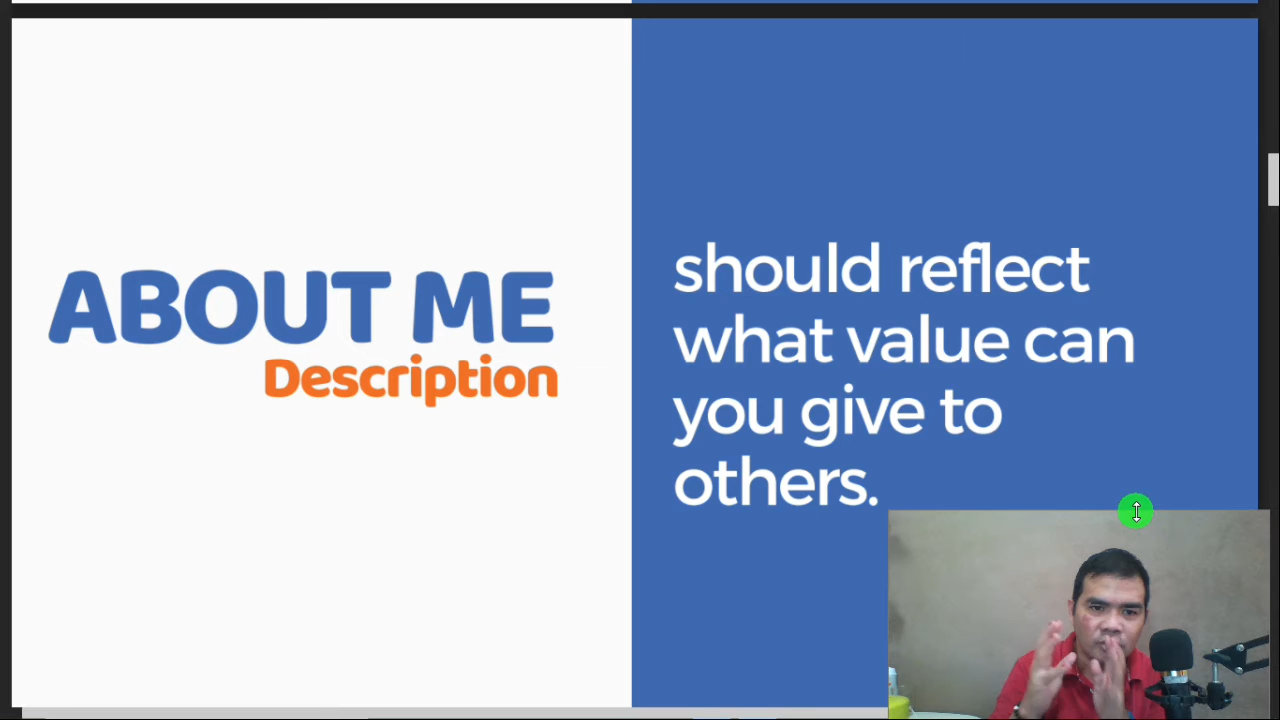 ABOUT ME
Description
should reflect
what value can
you give to
others.